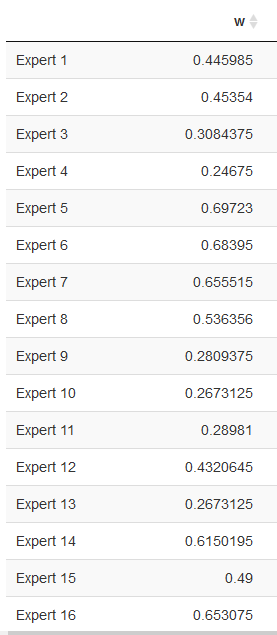 w
Expert 1 0.445985
Expert 2 0.45354
Expert 3 0.3084375
Expert 4 0.24675
Expert 5 0.69723
Expert 6 0.68395
Expert 7 0.655515
Expert 8 0.536356
Expert 9 0.2809375
Expert 10 0.2673125
Expert 11 0.28981
Expert 12 0.4320645
Expert 13 0.2673125
Expert 14 0.6150195
Expert 15 0.49
Expert 16 0.653075